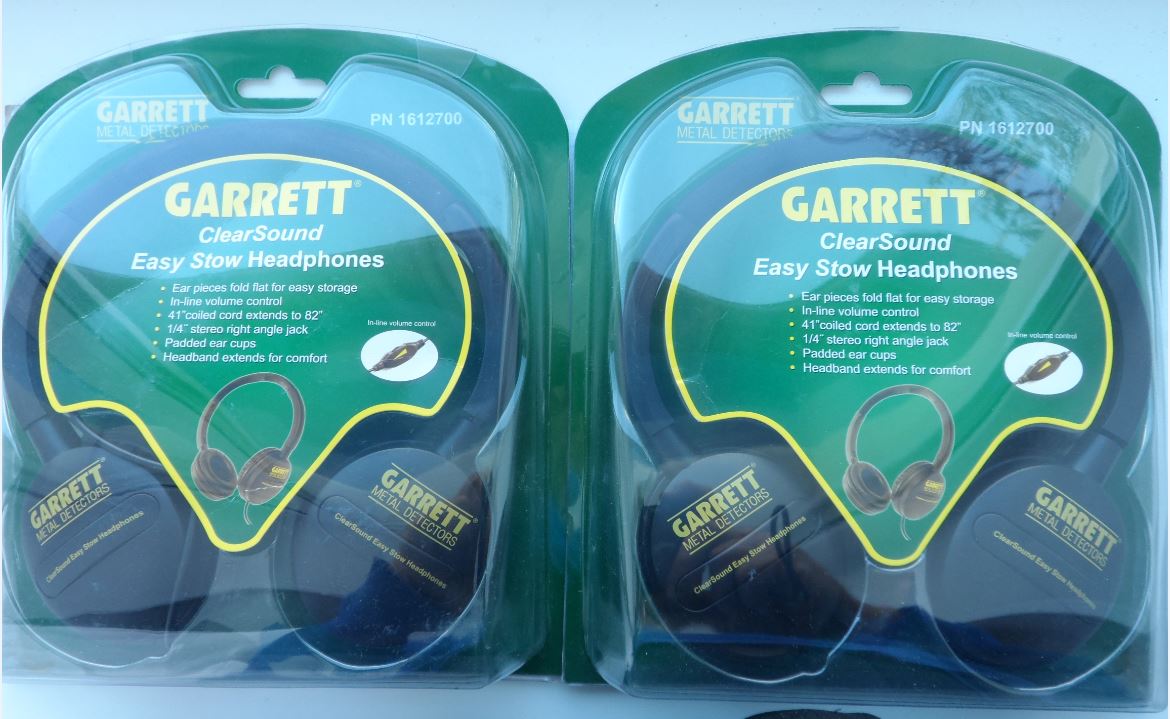 GARRETT
METAL DETECTORS
PN 1612700
GARRETT®
ClearSound
Easy Stow Headphones
• Ear pieces fold flat for easy storage
• In-line volume control
• 41"coiled cord extends to 82"
• 1/4" stereo right angle jack
• Padded ear cups
• Headband extends for comfort
In-line volume control
GARRETT
GARRETT®
METAL DETECTORS
ClearSound Easy Stow Headphones
GARRETT®
METAL DETECTORS
ClearSound Easy Stow Headphones
GARRETT
METAL DETECTORS
PN 1612700
GARRETT®
ClearSound
Easy Stow Headphones
• Ear pieces fold flat for easy storage
• In-line volume control
• 41"coiled cord extends to 82"
• 1/4" stereo right angle jack
• Padded ear cups
• Headband extends for comfort
In-line volume control
GARRETT
GARRETT®
METAL DETECTORS
ClearSound Easy Stow Headphones
GARRETT®
METAL DETECTORS
ClearSound Easy Stow Headphones